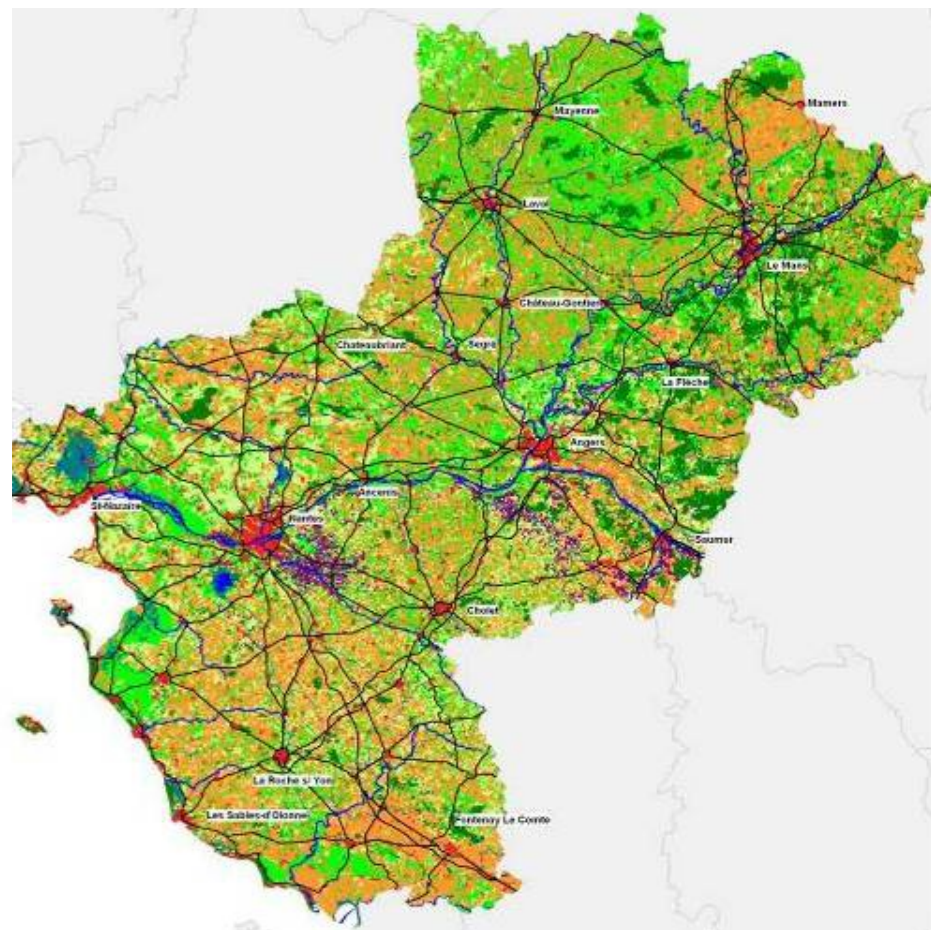 Mamers
Mayenne
Laval
Le Mans
Château-Gontier
Chateaubriant
Segré
La Flèche
Angers
Ancenis
St-Nazaire
Nantes
Saumur
Cholet
La Roche s/ Yon
Les Sables-d'Olonne
Fontenay Le Comte